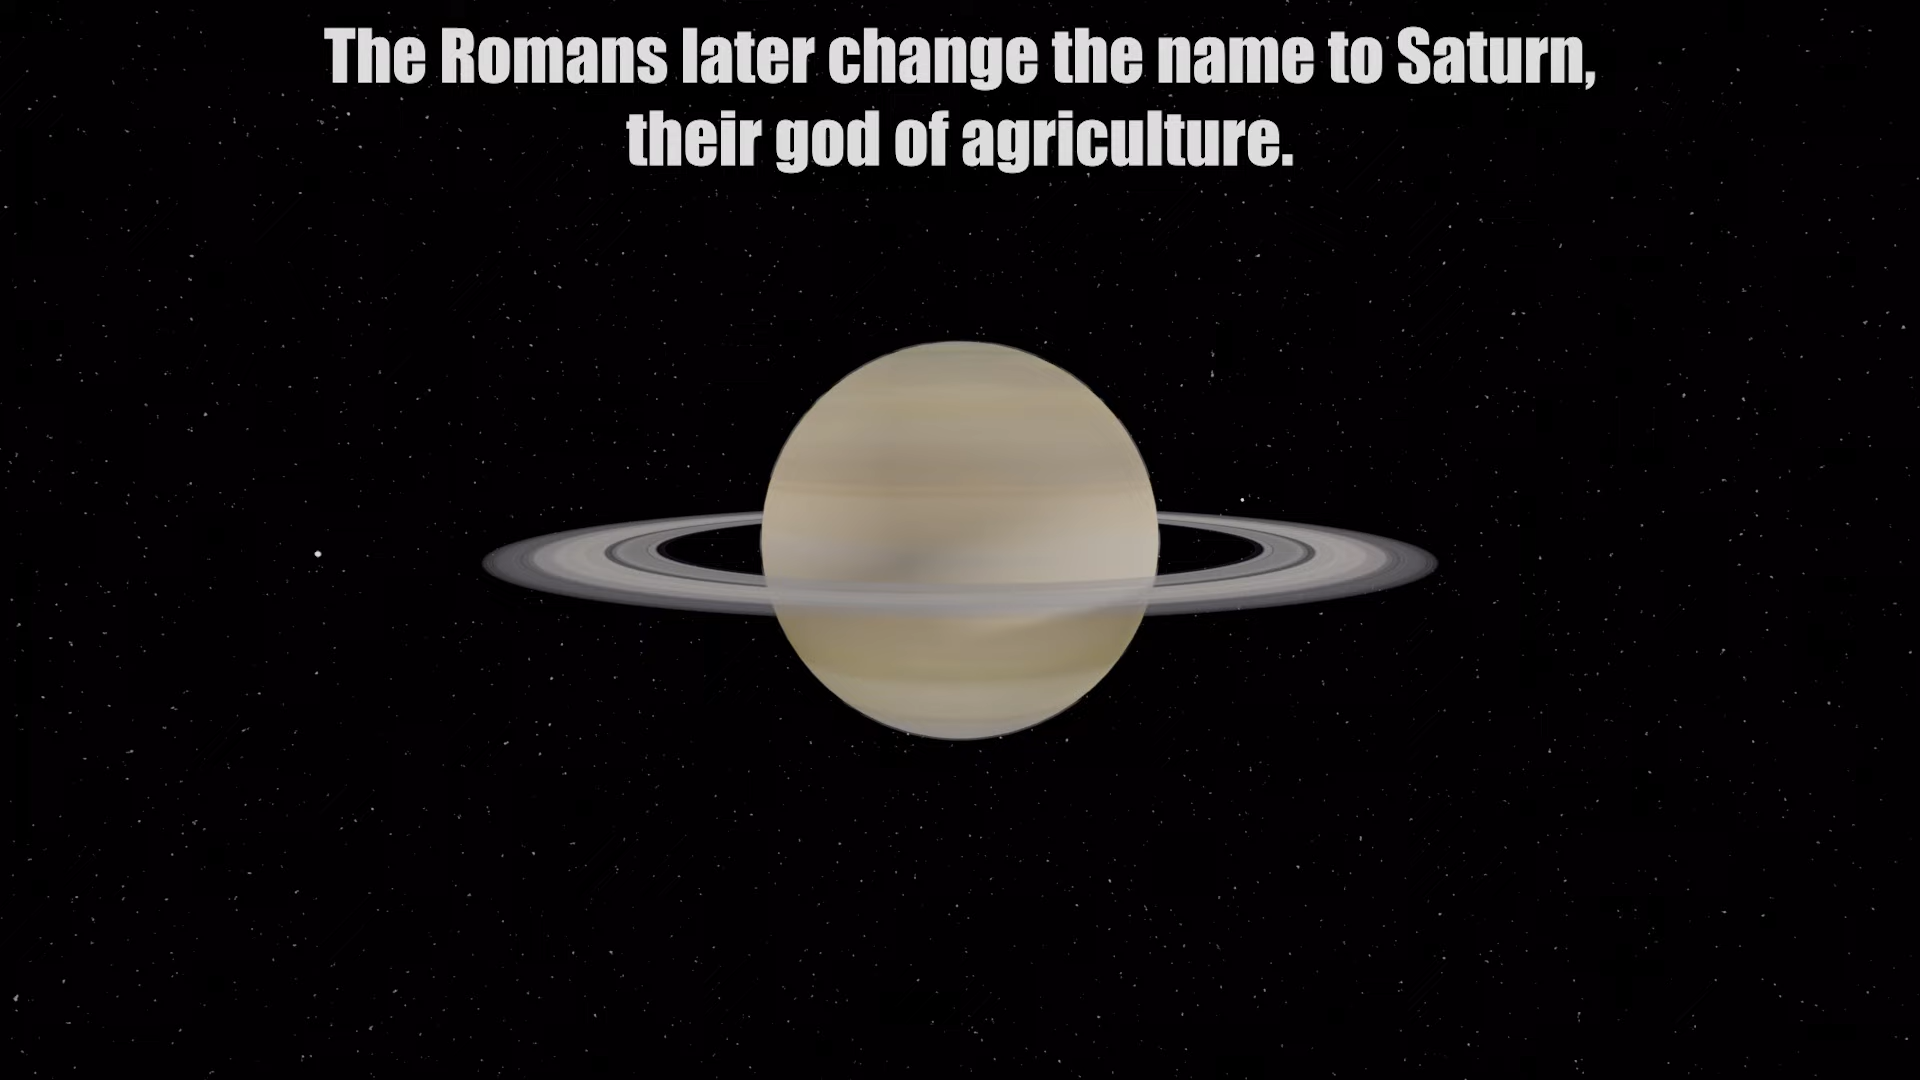 The Romans later change the name to Saturn,
their god of agriculture.